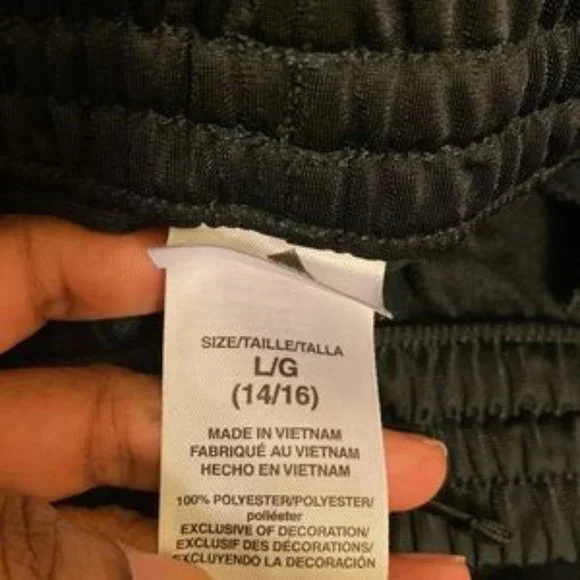 SIZE/TAILLE/TALLA
L/G
(14/16)
MADE IN VIETNAM
FABRIQUÉ AU VIETNAM
HECHO EN VIETNAM
100% POLYESTER/POLYESTER/
poliéster
EXCLUSIVE OF DECORATION/
EXCLUSIF DES DÉCORATIONS/
EXCLUYENDO LA DECORACIÓN